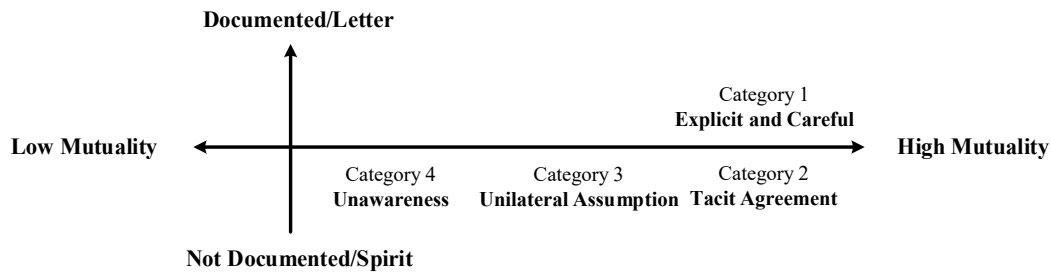 Documented/Letter
Category 1
Explicit and Careful
Low Mutuality
High Mutuality
Category 4
Unawareness
Category 3
Unilateral Assumption
Category 2
Tacit Agreement
Not Documented/Spirit